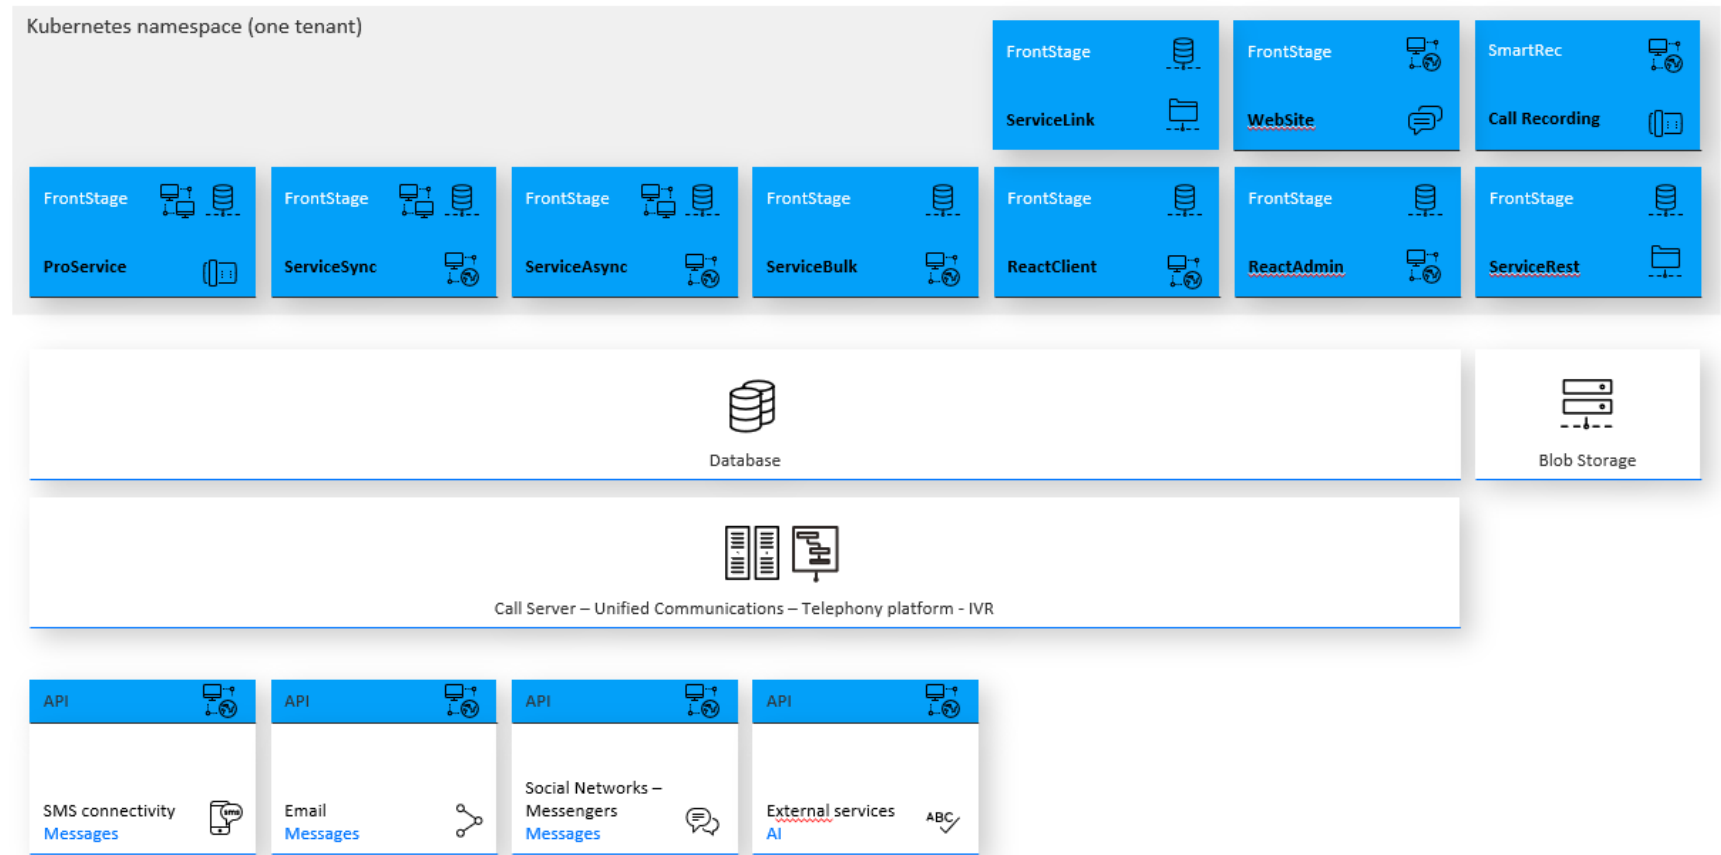 Kubernetes namespace (one tenant)
FrontStage
ServiceLink
FrontStage
WebSite
SmartRec
Call Recording
FrontStage
ProService
FrontStage
ServiceSync
FrontStage
ServiceAsync
FrontStage
ServiceBulk
FrontStage
ReactClient
FrontStage
ReactAdmin
FrontStage
ServiceRest
Database
Blob Storage
Call Server – Unified Communications – Telephony platform - IVR
API
SMS connectivity
Messages
sms
API
Email
Messages
API
Social Networks –
Messengers
Messages
API
External services
AI
ABC